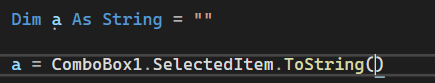 Dim a As String = ""
a = ComboBox1.SelectedItem.ToString()